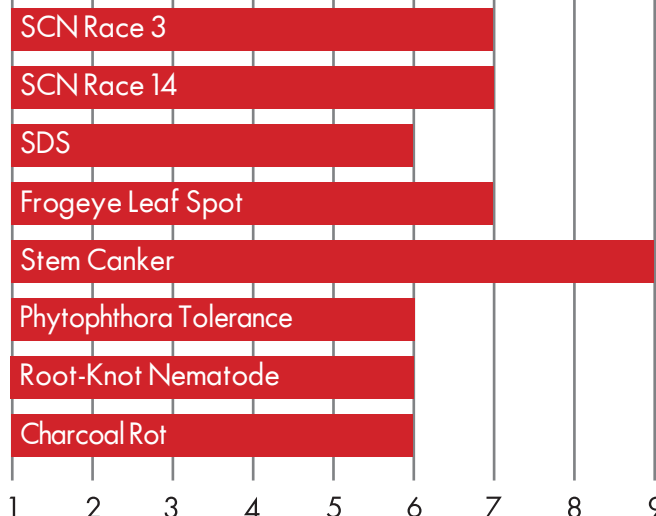 SCN Race 3
SCN Race 14
SDS
Frogeye Leaf Spot
Stem Canker
Phytophthora Tolerance
Root-Knot Nematode
Charcoal Rot
1 2 3 4 5 6 7 8 9